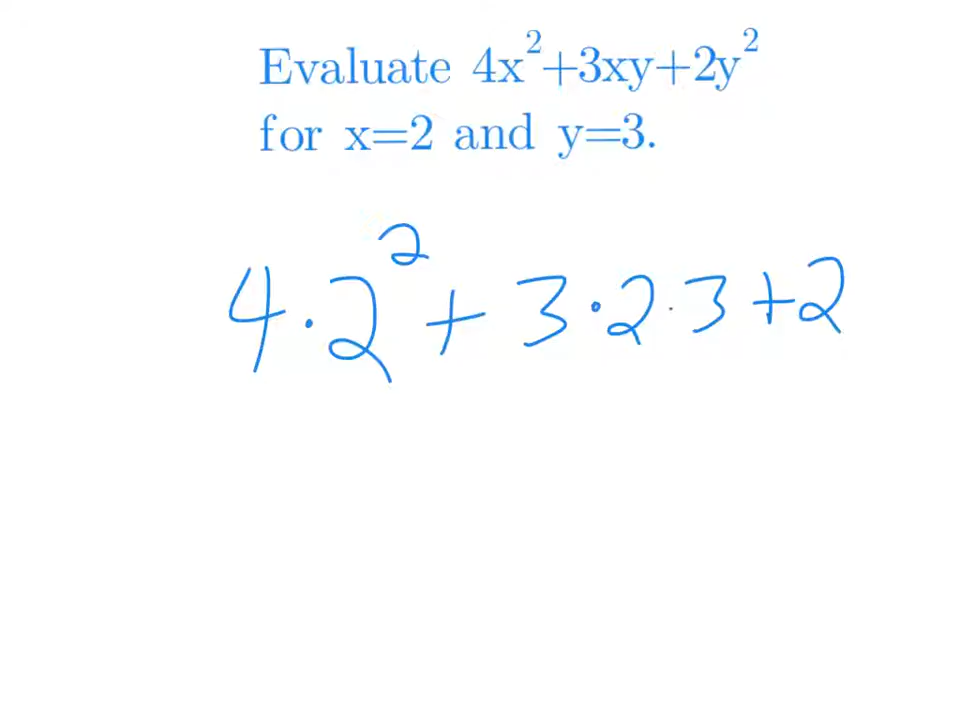 Evaluate 4x²+3xy+2y²
for x=2 and y=3.
4·2² + 3·2·3+2